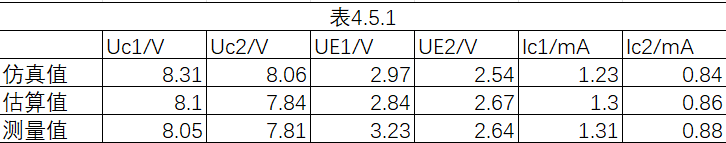 表4.5.1
Uc1/V Uc2/V UE1/V UE2/V Ic1/mA Ic2/mA
仿真值 8.31 8.06 2.97 2.54 1.23 0.84
估算值 8.1 7.84 2.84 2.67 1.3 0.86
测量值 8.05 7.81 3.23 2.64 1.31 0.88